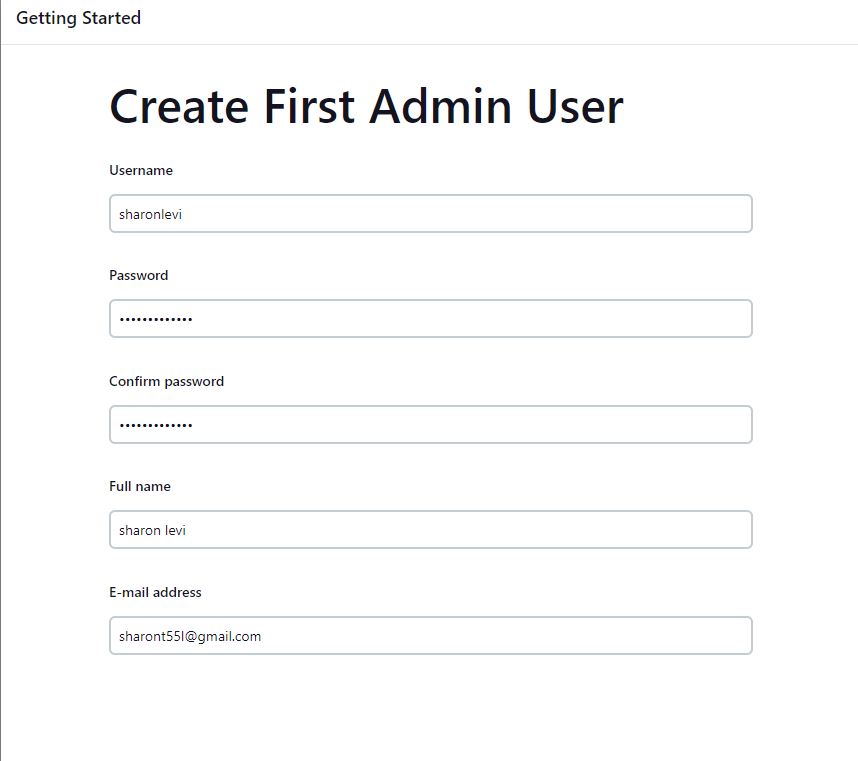 Getting Started
Create First Admin User
Username
sharonlevi
Password
•••••••••••••
Confirm password
•••••••••••••
Full name
sharon levi
E-mail address
sharont55l@gmail.com